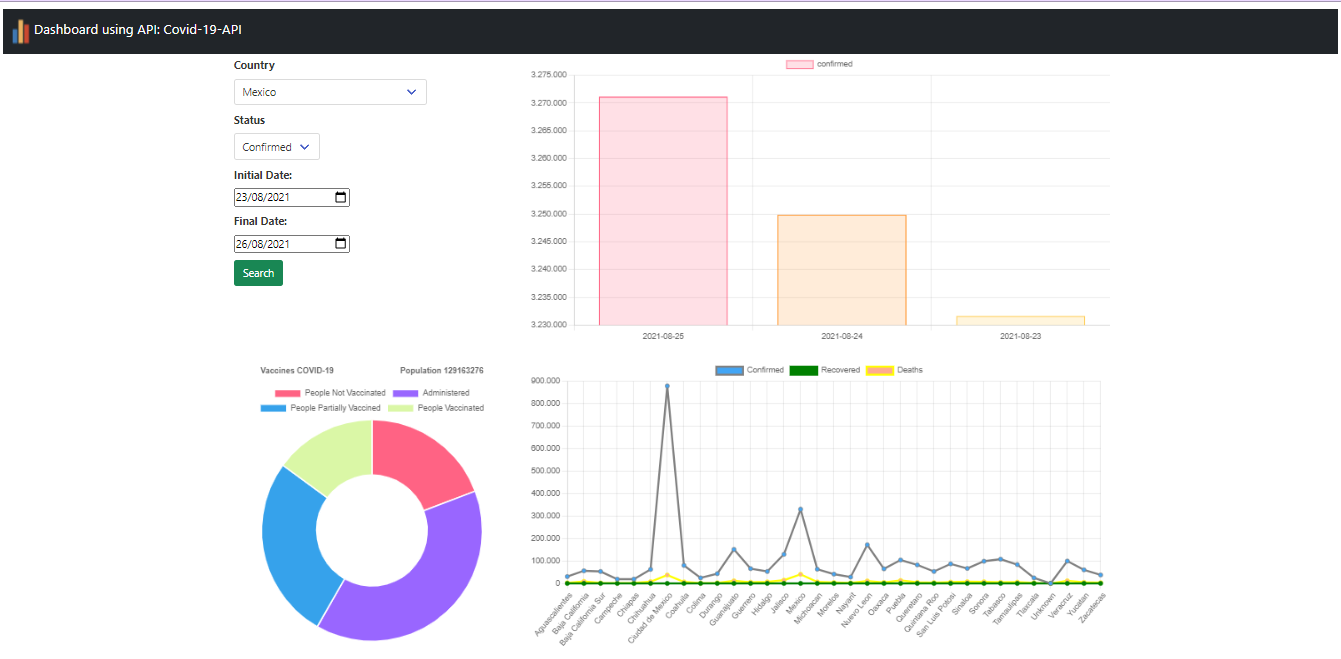 Dashboard using API: Covid-19-API
Country
Mexico
Status
Confirmed
Initial Date:
23/08/2021
Final Date:
26/08/2021
Search
confirmed
3.275.000
3.270.000
3.265.000
3.260.000
3.255.000
3.250.000
3.245.000
3.240.000
3.235.000
3.230.000
2021-08-25 2021-08-24 2021-08-23
Vaccines COVID-19 Population 129163276
People Not Vaccinated Administered
People Partially Vaccined People Vaccinated
Confirmed Recovered Deaths
900.000
800.000
700.000
600.000
500.000
400.000
300.000
200.000
100.000
0
Aguascalientes
Baja California
Baja California Sur
Campeche
Chiapas
Chihuahua
Ciudad de Mexico
Coahuila
Colima
Durango
Guanajuato
Guerrero
Hidalgo
Jalisco
Mexico
Michoacan
Morelos
Nayarit
Nuevo Leon
Oaxaca
Puebla
Queretaro
Quintana Roo
San Luis Potosi
Sinaloa
Sonora
Tabasco
Tamaulipas
Tlaxcala
Unknown
Veracruz
Yucatan
Zacatecas